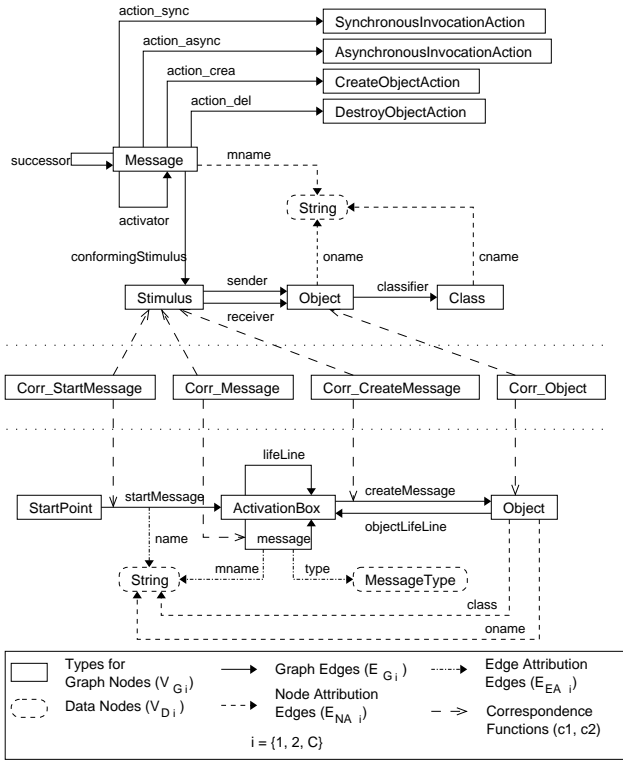 action_sync
SynchronousInvocationAction
action_async
AsynchronousInvocationAction
action_crea
CreateObjectAction
action_del
DestroyObjectAction
successor
Message
mname
activator
String
conformingStimulus
oname
cname
sender
classifier
Stimulus
Object
Class
receiver
Corr_StartMessage
Corr_Message
Corr_CreateMessage
Corr_Object
lifeLine
startMessage
createMessage
StartPoint
ActivationBox
Object
objectLifeLine
name
message
mname
type
String
MessageType
class
oname
Types for
Graph Nodes (V G i )
Graph Edges (E G i )
Edge Attribution
Edges (E EA i )
Data Nodes (V D i )
Node Attribution
Edges (E NA i )
Correspondence
Functions (c1, c2)
i = {1, 2, C}